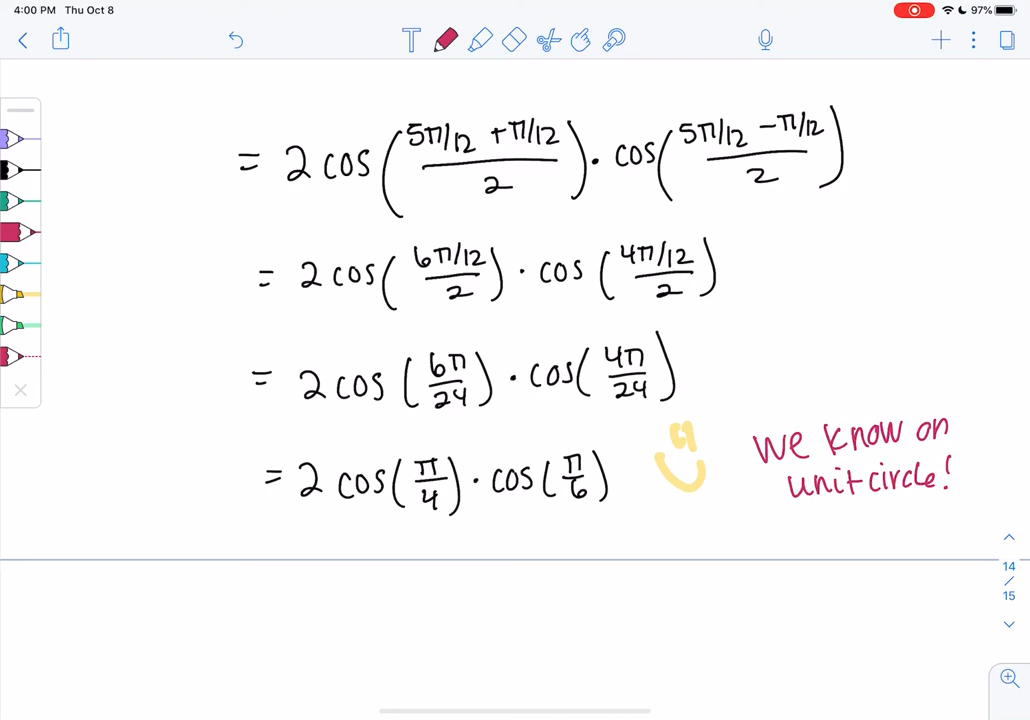 4:00 PM Thu Oct 8
97%
T
= 2 cos((5π/12 + π/12)/2) · cos((5π/12 - π/12)/2)
= 2 cos((6π/12)/2) · cos((4π/12)/2)
= 2 cos(6π/24) · cos(4π/24)
= 2 cos(π/4) · cos(π/6)
We know on
unit circle!
14
/
15